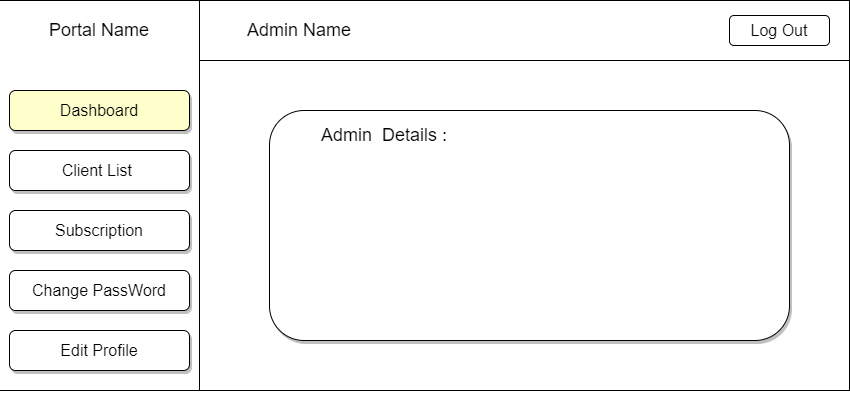 Portal Name
Admin Name
Log Out
Dashboard
Client List
Subscription
Change PassWord
Edit Profile
Admin  Details :